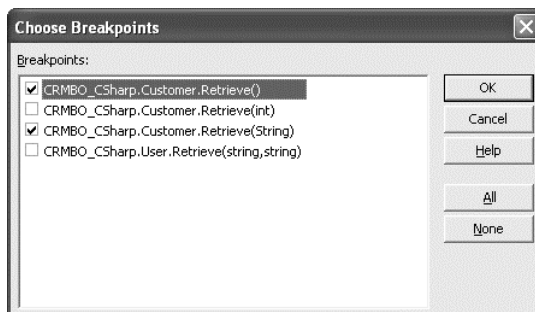 Choose Breakpoints
Breakpoints:
CRMBO_CSharp.Customer.Retrieve()
CRMBO_CSharp.Customer.Retrieve(int)
CRMBO_CSharp.Customer.Retrieve(String)
CRMBO_CSharp.User.Retrieve(string,string)
OK
Cancel
Help
All
None